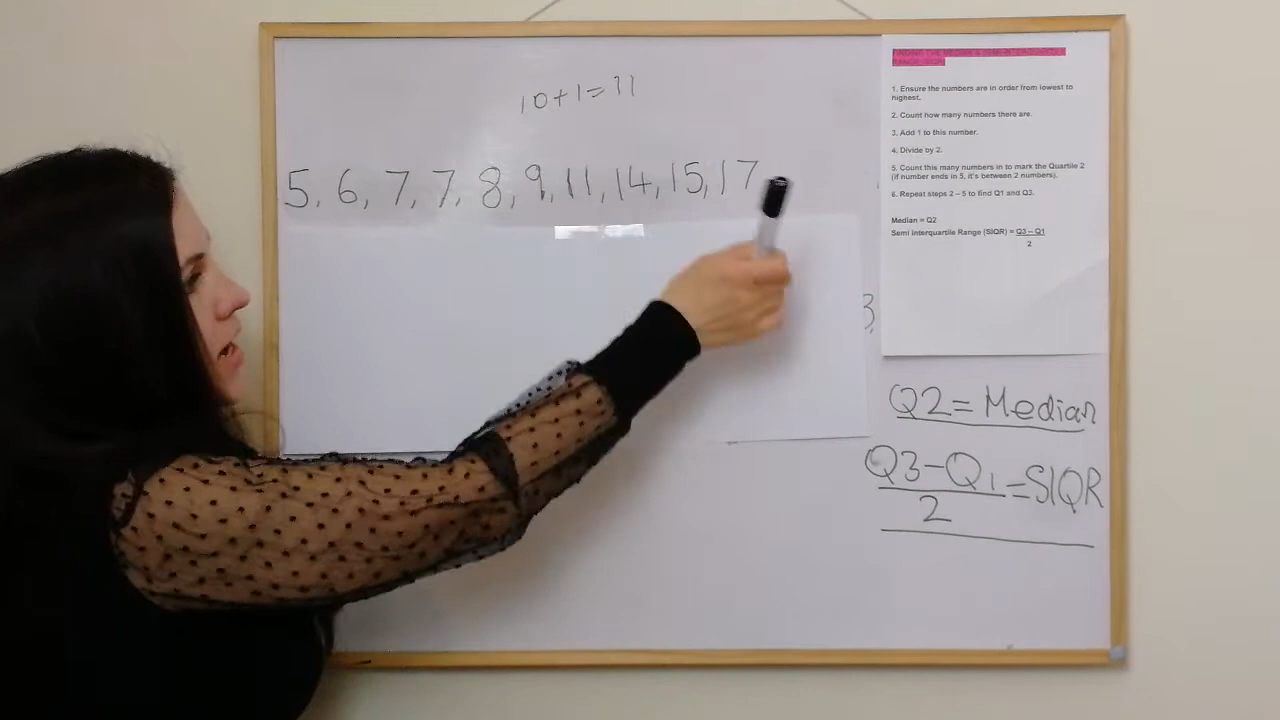 10+1=11
5, 6, 7, 7, 8, 9, 11, 14, 15, 17
1. Ensure the numbers are in order from lowest to
highest.
2. Count how many numbers there are.
3. Add 1 to this number.
4. Divide by 2.
5. Count this many numbers in to mark the Quartile 2
(if number ends in 5, it's between 2 numbers).
6. Repeat steps 2 – 5 to find Q1 and Q3.
Median = Q2
Semi Interquartile Range (SIQR) = Q3 – Q1
2
3,
Q2 = Median
Q3-Q1 = SIQR
2